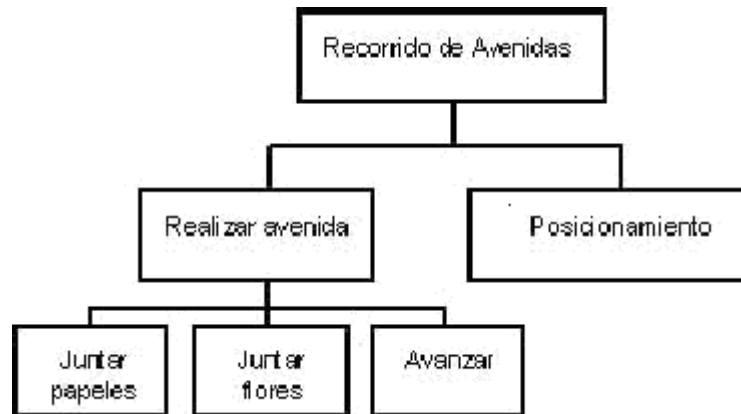 Recorrido de Avenidas
Realizar avenida
Posicionamiento
Juntar
papeles
Juntar
flores
Avanzar